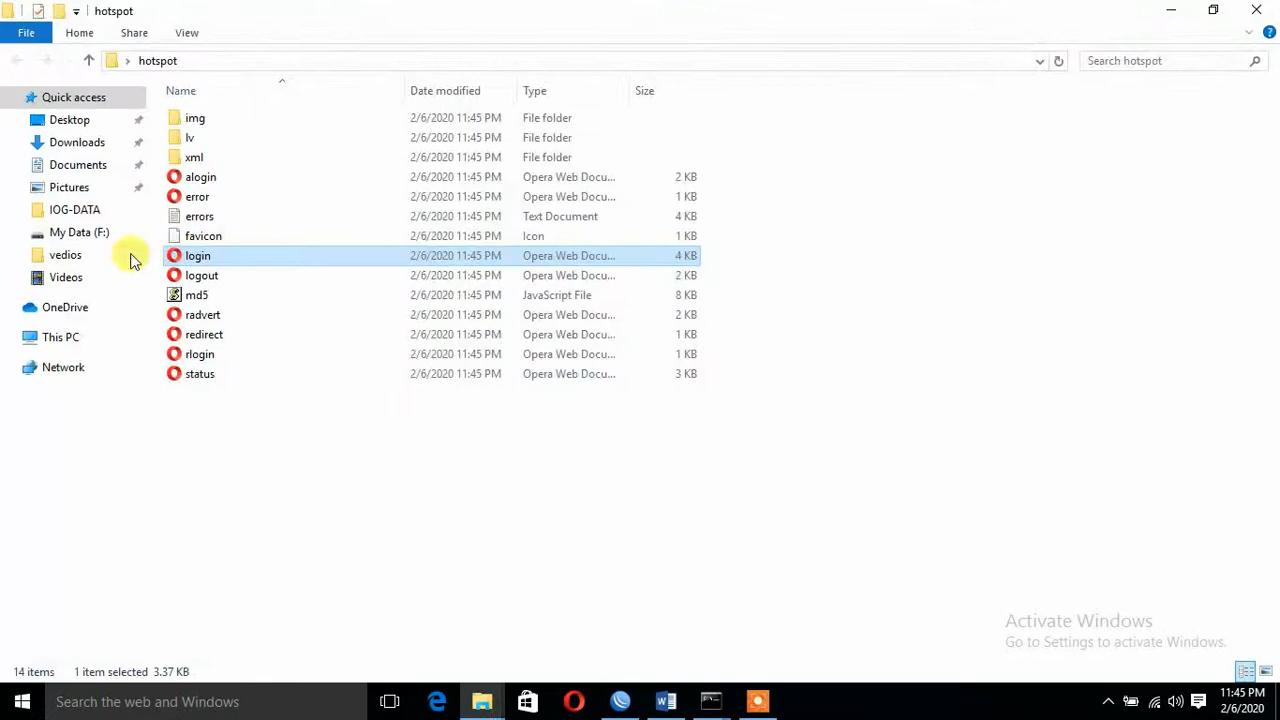 hotspot
File Home Share View
hotspot Search hotspot
Name Date modified Type Size
Quick access
Desktop
Downloads
Documents
Pictures
IOG-DATA
My Data (F:)
vedios
Videos
OneDrive
This PC
Network
img 2/6/2020 11:45 PM File folder
lv 2/6/2020 11:45 PM File folder
xml 2/6/2020 11:45 PM File folder
alogin 2/6/2020 11:45 PM Opera Web Docu... 2 KB
error 2/6/2020 11:45 PM Opera Web Docu... 1 KB
errors 2/6/2020 11:45 PM Text Document 4 KB
favicon 2/6/2020 11:45 PM Icon 1 KB
login 2/6/2020 11:45 PM Opera Web Docu... 4 KB
logout 2/6/2020 11:45 PM Opera Web Docu... 2 KB
md5 2/6/2020 11:45 PM JavaScript File 8 KB
radvert 2/6/2020 11:45 PM Opera Web Docu... 2 KB
redirect 2/6/2020 11:45 PM Opera Web Docu... 1 KB
rlogin 2/6/2020 11:45 PM Opera Web Docu... 1 KB
status 2/6/2020 11:45 PM Opera Web Docu... 3 KB
Activate Windows
Go to Settings to activate Windows.
14 items 1 item selected 3.37 KB
Search the web and Windows
11:45 PM
2/6/2020